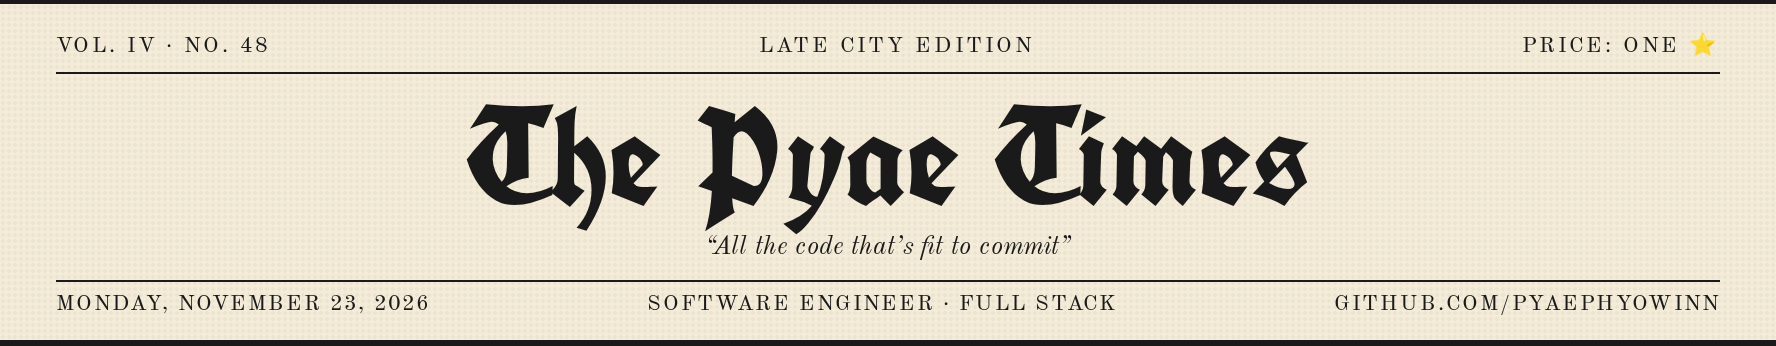 VOL. IV · NO. 48
LATE CITY EDITION
PRICE: ONE ⭐
The Pyae Times
“All the code that’s fit to commit”
MONDAY, NOVEMBER 23, 2026
SOFTWARE ENGINEER · FULL STACK
GITHUB.COM/PYAEPHYOWINN